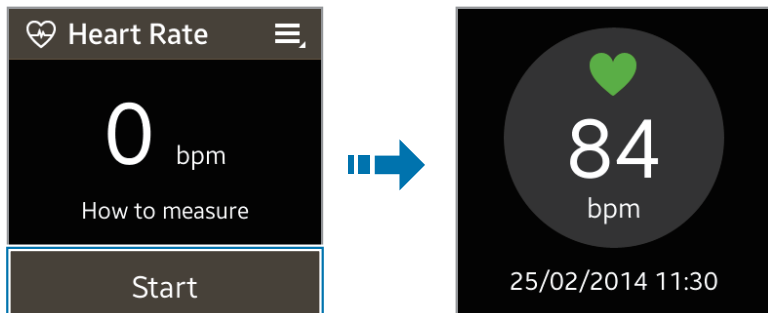 Heart Rate
0 bpm
How to measure
Start
84
bpm
25/02/2014 11:30